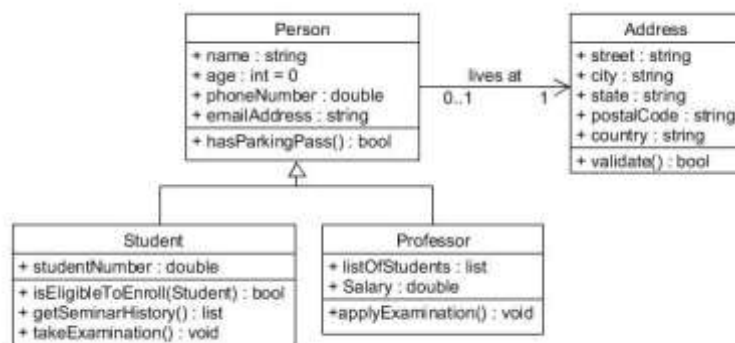 Person
+ name : string
+ age : int = 0
+ phoneNumber : double
+ emailAddress : string
+ hasParkingPass() : bool
lives at
0..1 1
Address
+ street : string
+ city : string
+ state : string
+ postalCode : string
+ country : string
+ validate() : bool
Student
+ studentNumber : double
+ isEligibleToEnroll(Student) : bool
+ getSeminarHistory() : list
+ takeExamination() : void
Professor
+ listOfStudents : list
+ Salary : double
+applyExamination() : void